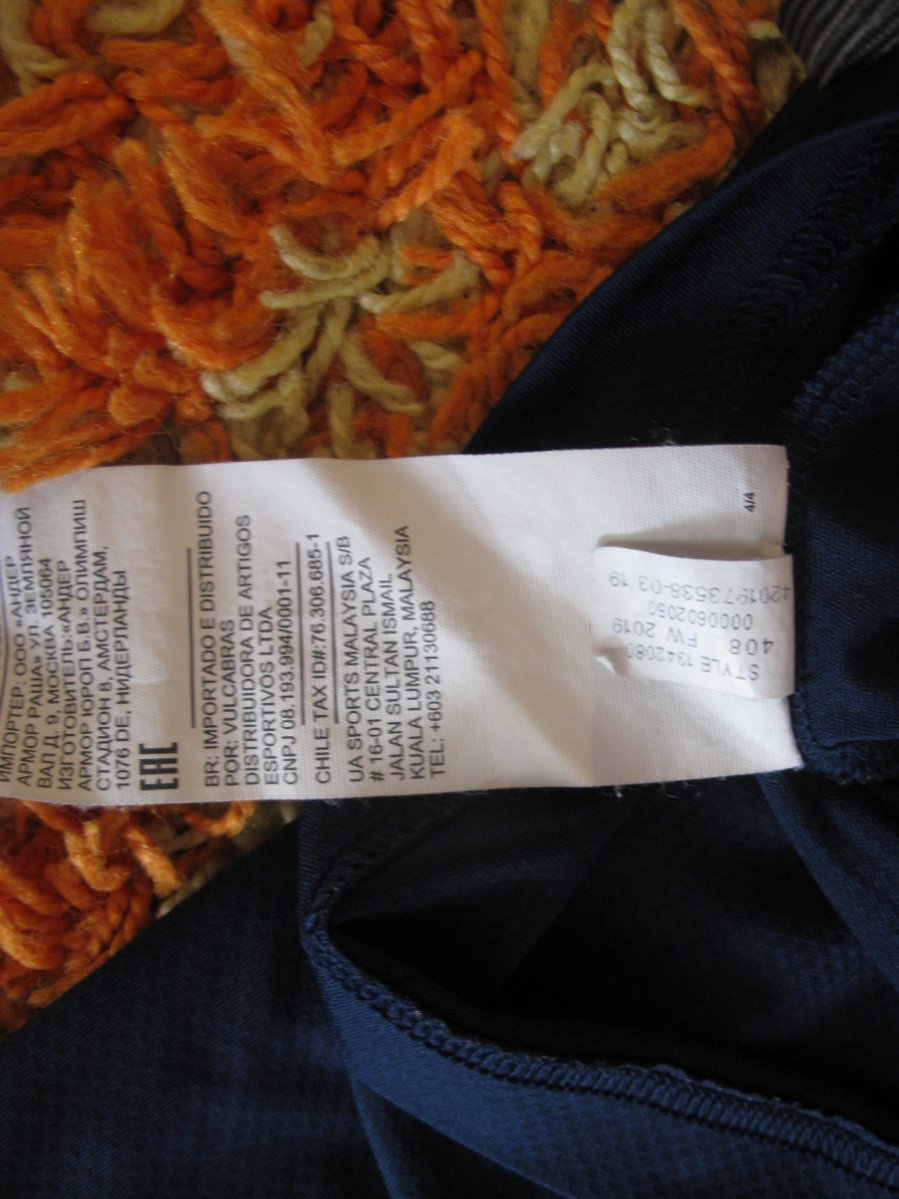 ИМПОРТЕР, ООО «АНДЕР
АРМОР РАША» УЛ. ЗЕМЛЯНОЙ
ВАЛ Д. 9, МОСКВА 105064
ИЗГОТОВИТЕЛЬ:«АНДЕР
АРМОР ЮРОП Б.В.» ОЛИМПИШ
СТАДИОН 8, АМСТЕРДАМ,
1076 DE, НИДЕРЛАНДЫ
EAC
BR: IMPORTADO E DISTRIBUIDO
POR: VULCABRAS
DISTRIBUIDORA DE ARTIGOS
ESPORTIVOS LTDA
CNPJ 08.193.994/0001-11
CHILE TAX ID#:76.306.685-1
UA SPORTS MALAYSIA S/B
# 16-01 CENTRAL PLAZA
JALAN SULTAN ISMAIL
KUALA LUMPUR, MALAYSIA
TEL: +603 21130688
4/4
STYLE 1342080
408 FW 2019
0000602050
4201973538-03/19